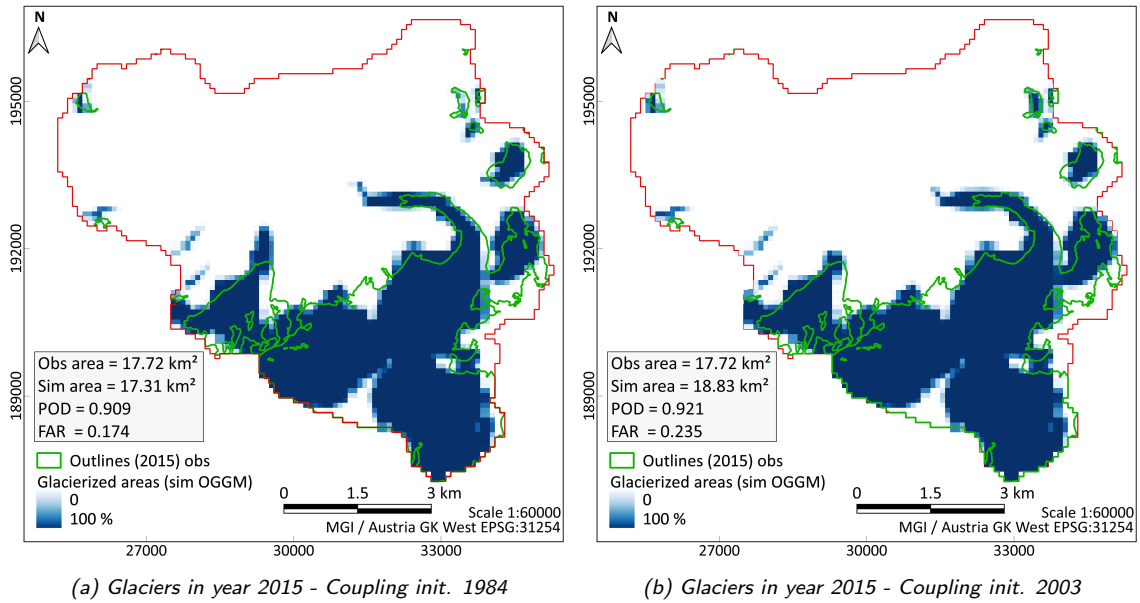 N
195000
192000
189000
Obs area = 17.72 km²
Sim area = 17.31 km²
POD = 0.909
FAR = 0.174
Outlines (2015) obs
Glacierized areas (sim OGGM)
0
100 %
0 1.5 3 km
Scale 1:60000
MGI / Austria GK West EPSG:31254
27000 30000 33000
(a) Glaciers in year 2015 - Coupling init. 1984
N
195000
192000
189000
Obs area = 17.72 km²
Sim area = 18.83 km²
POD = 0.921
FAR = 0.235
Outlines (2015) obs
Glacierized areas (sim OGGM)
0
100 %
0 1.5 3 km
Scale 1:60000
MGI / Austria GK West EPSG:31254
27000 30000 33000
(b) Glaciers in year 2015 - Coupling init. 2003